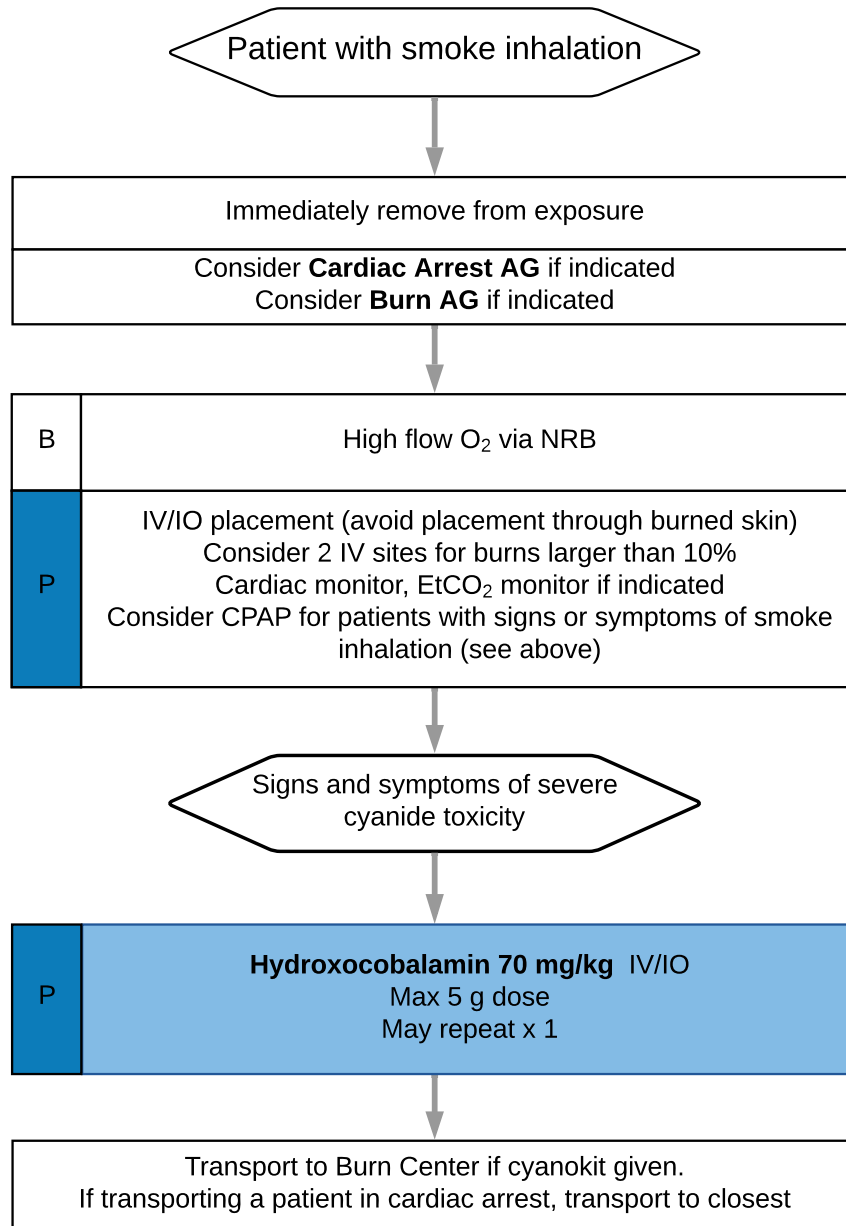 Patient with smoke inhalation
Immediately remove from exposure
Consider Cardiac Arrest AG if indicated
Consider Burn AG if indicated
B
High flow O₂ via NRB
P
IV/IO placement (avoid placement through burned skin)
Consider 2 IV sites for burns larger than 10%
Cardiac monitor, EtCO₂ monitor if indicated
Consider CPAP for patients with signs or symptoms of smoke
inhalation (see above)
Signs and symptoms of severe
cyanide toxicity
P
Hydroxocobalamin 70 mg/kg IV/IO
Max 5 g dose
May repeat x 1
Transport to Burn Center if cyanokit given.
If transporting a patient in cardiac arrest, transport to closest